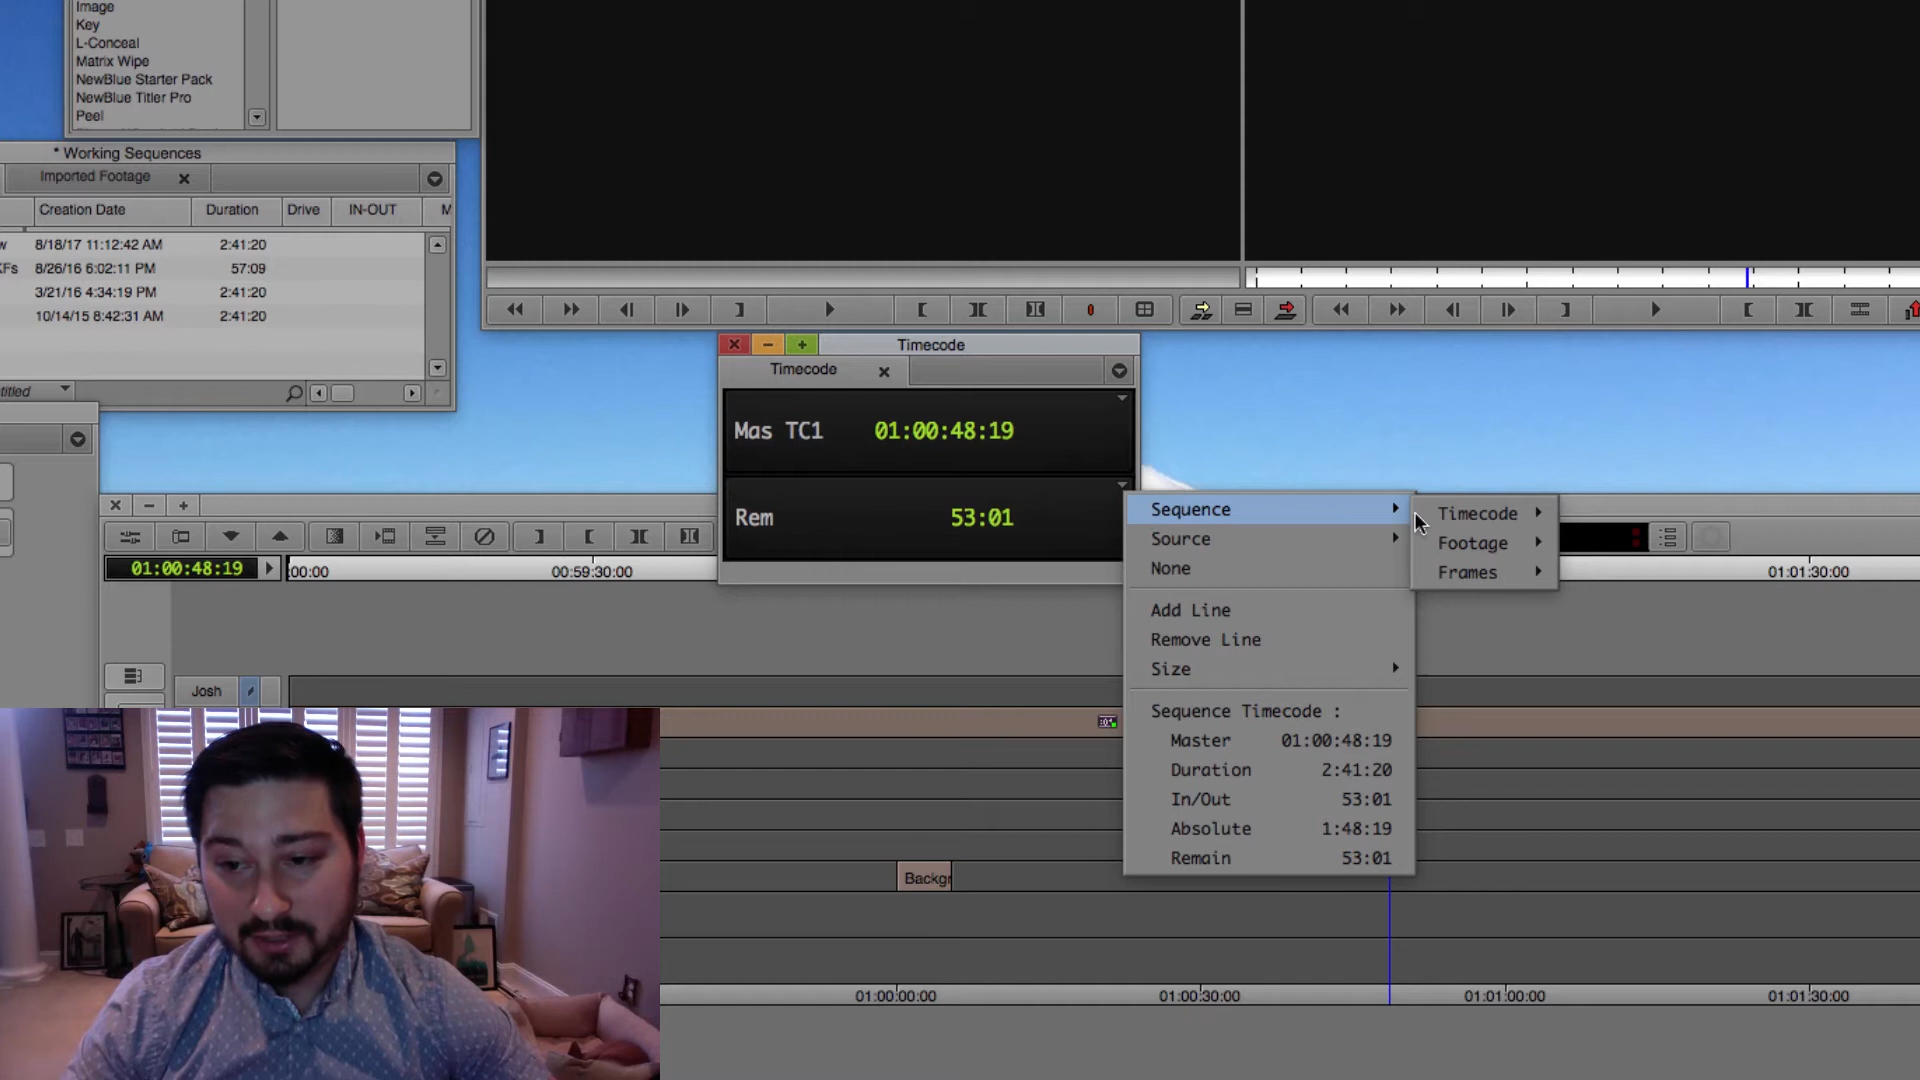 Image
Key
L-Conceal
Matrix Wipe
NewBlue Starter Pack
NewBlue Titler Pro
Peel
* Working Sequences
Imported Footage
Creation Date Duration Drive IN-OUT M
8/18/17 11:12:42 AM 2:41:20
8/26/16 6:02:11 PM 57:09
3/21/16 4:34:19 PM 2:41:20
10/14/15 8:42:31 AM 2:41:20
Timecode
Timecode
Mas TC1 01:00:48:19
Rem 53:01
Sequence
Source
None
Add Line
Remove Line
Size
Sequence Timecode :
Master 01:00:48:19
Duration 2:41:20
In/Out 53:01
Absolute 1:48:19
Remain 53:01
Timecode
Footage
Frames
01:00:48:19
:00:00 00:59:30:00 01:01:30:00
Josh
Backgr
01:00:00:00 01:00:30:00 01:01:00:00 01:01:30:00